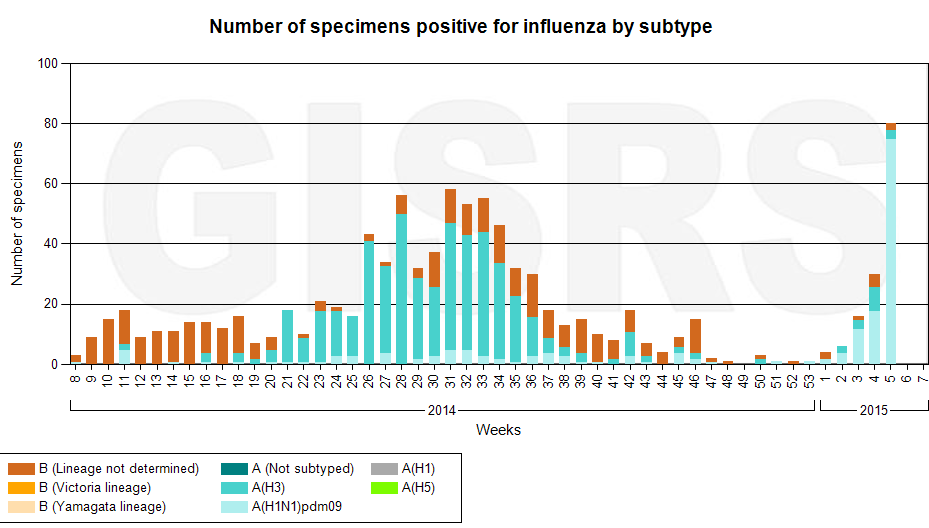 Number of specimens positive for influenza by subtype
GISRS
Number of specimens
100
80
60
40
20
0
8 9 10 11 12 13 14 15 16 17 18 19 20 21 22 23 24 25 26 27 28 29 30 31 32 33 34 35 36 37 38 39 40 41 42 43 44 45 46 47 48 49 50 51 52 53 1 2 3 4 5 6 7
2014 2015
Weeks
B (Lineage not determined) A (Not subtyped) A(H1)
B (Victoria lineage) A(H3) A(H5)
B (Yamagata lineage) A(H1N1)pdm09